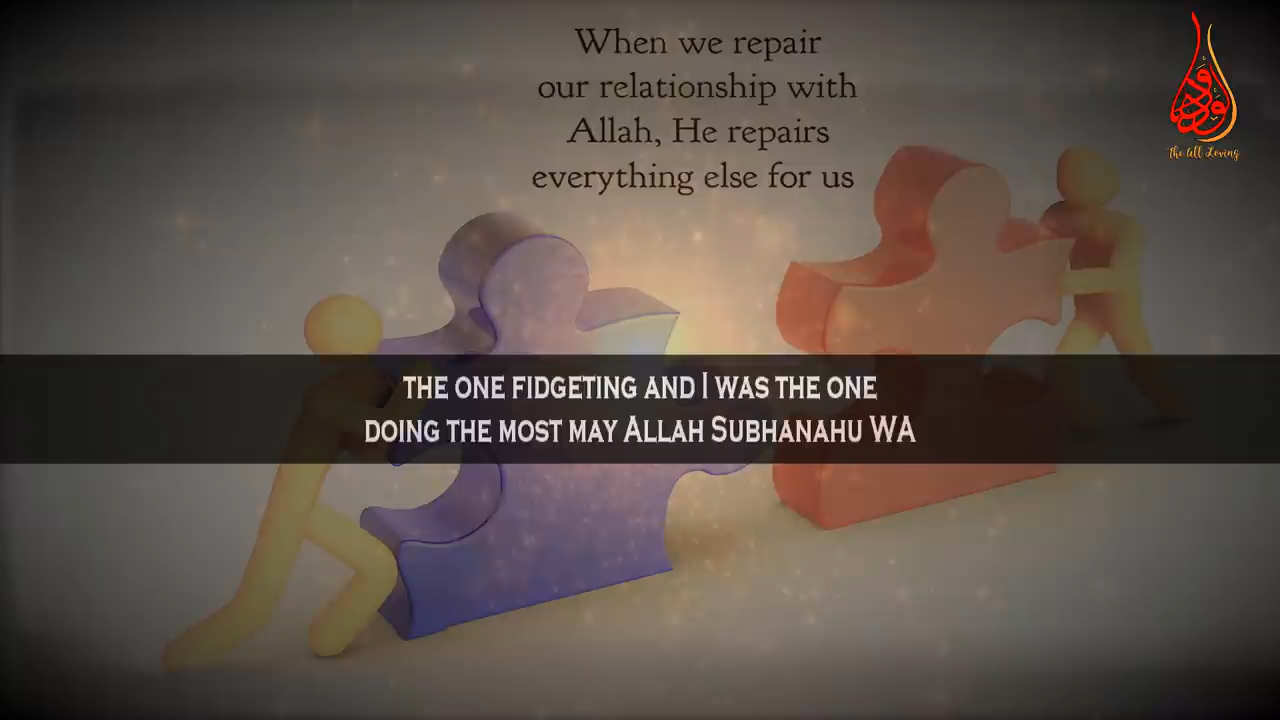 When we repair
our relationship with
Allah, He repairs
everything else for us
الودود
The All Loving
THE ONE FIDGETING AND I WAS THE ONE
DOING THE MOST MAY ALLAH SUBHANAHU WA